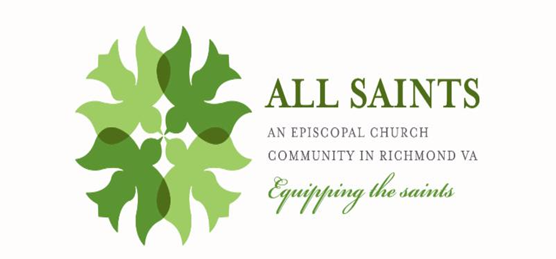 ALL SAINTS
AN EPISCOPAL CHURCH
COMMUNITY IN RICHMOND VA
Equipping the saints